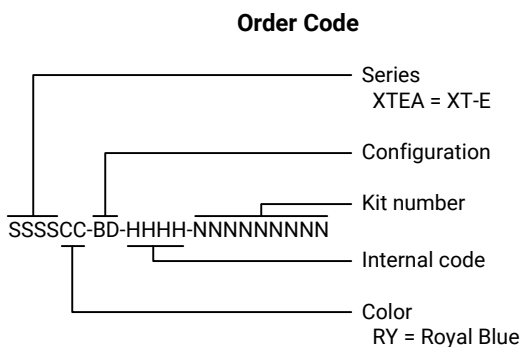 Order Code
Series
XTEA = XT-E
Configuration
Kit number
SSSSCC-BD-HHHH-NNNNNNNNN
Internal code
Color
RY = Royal Blue